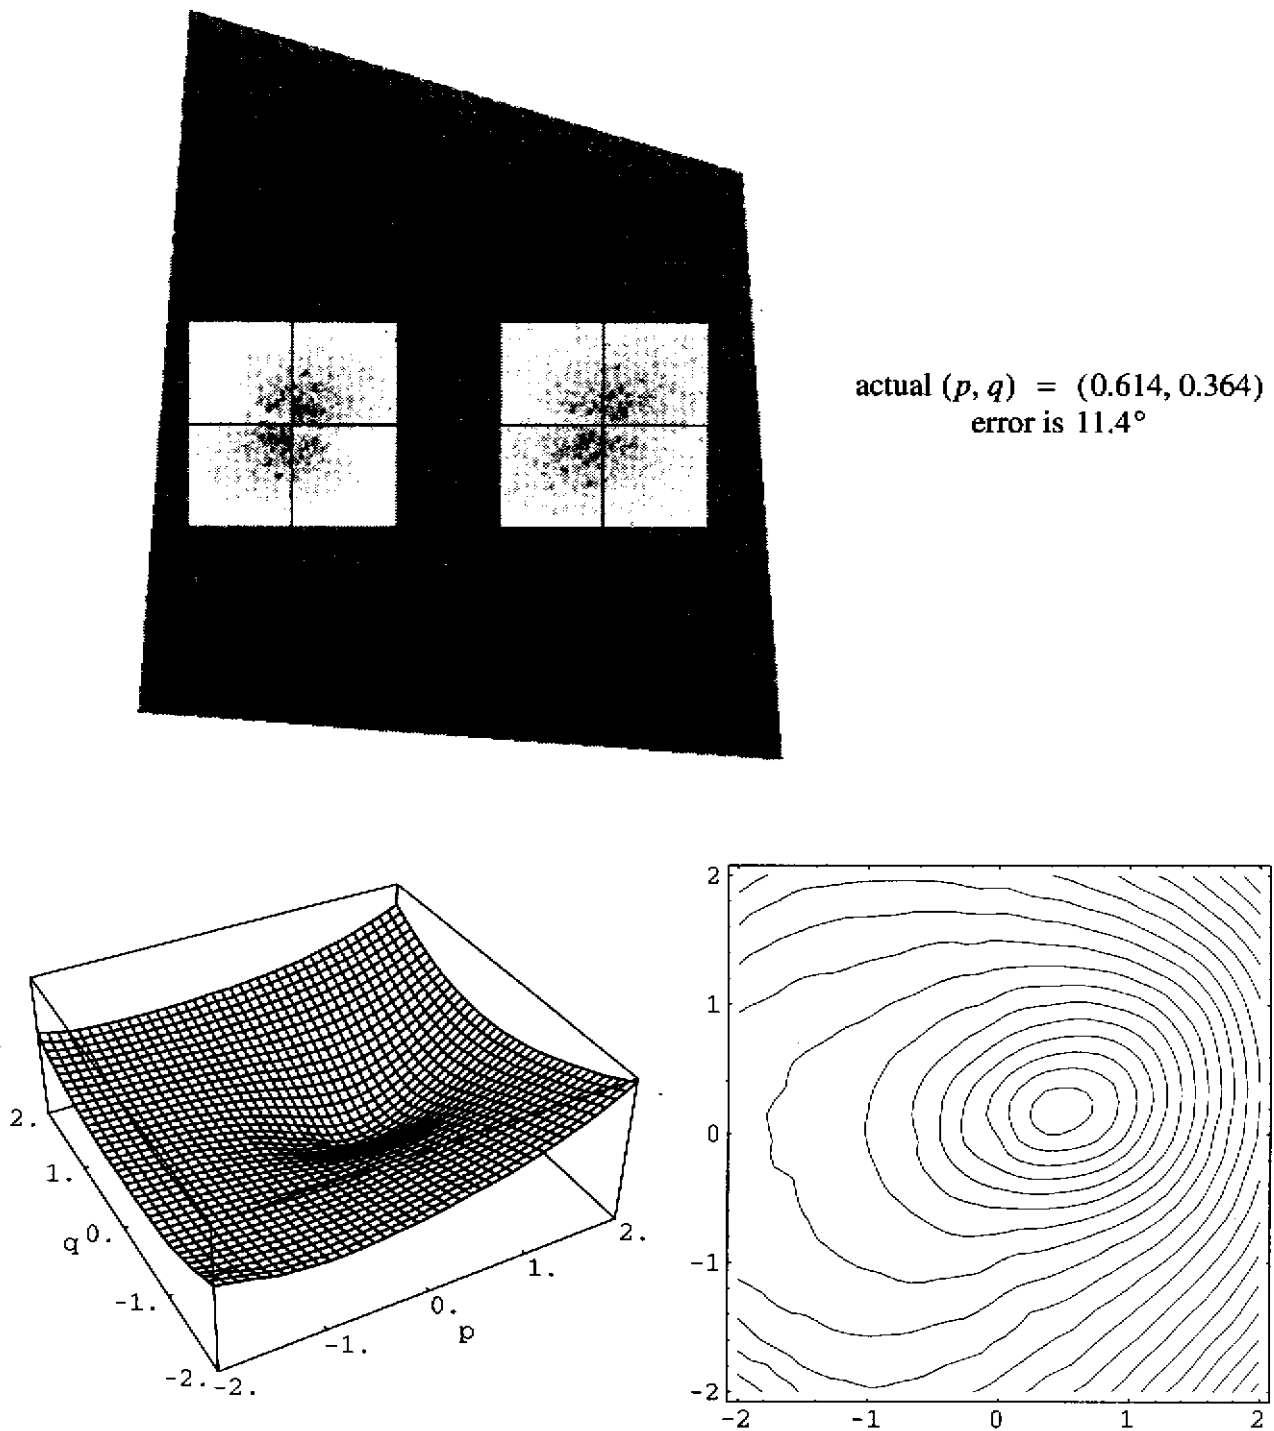 actual (p, q) = (0.614, 0.364)
error is 11.4°
2.
1.
q 0.
-1.
-2.
-2.
-1.
0.
p
1.
2.
2
1
0
-1
-2
-2 -1 0 1 2